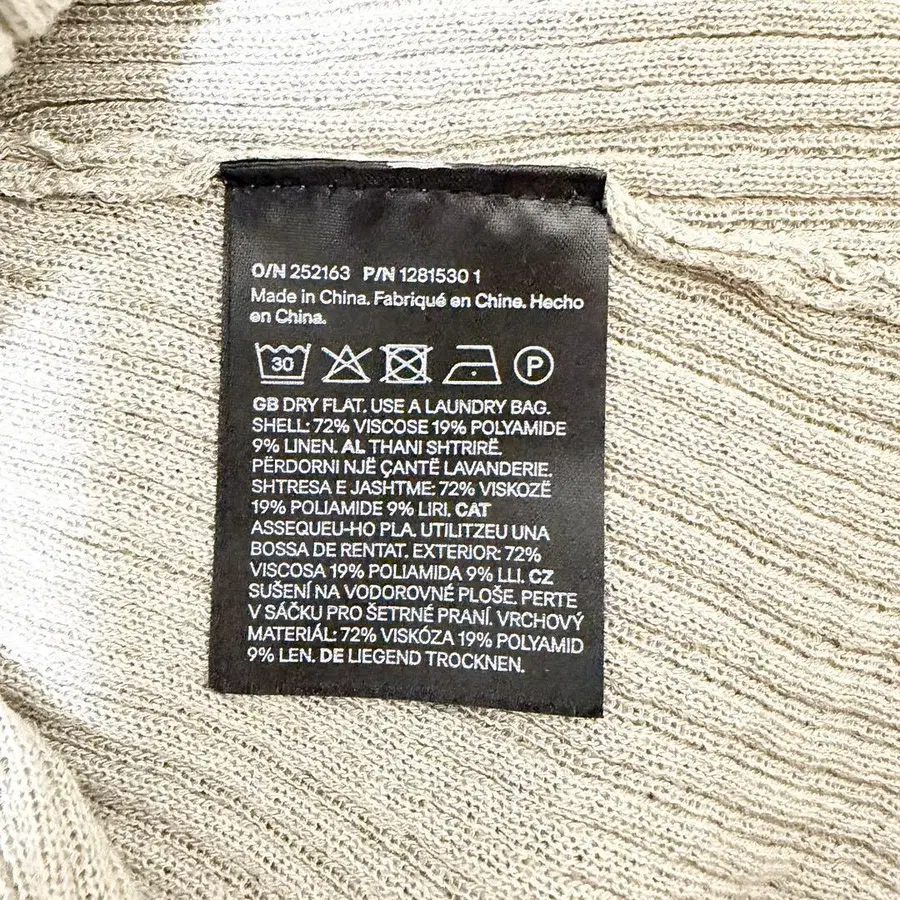 O/N 252163 P/N 1281530 1
Made in China. Fabriqué en Chine. Hecho
en China.
30 P
GB DRY FLAT. USE A LAUNDRY BAG.
SHELL: 72% VISCOSE 19% POLYAMIDE
9% LINEN. AL THANI SHTRIRË.
PËRDORNI NJË ÇANTË LAVANDERIE.
SHTRESA E JASHTME: 72% VISKOZË
19% POLIAMIDE 9% LIRI. CAT
ASSEQUEU-HO PLA. UTILITZEU UNA
BOSSA DE RENTAT. EXTERIOR: 72%
VISCOSA 19% POLIAMIDA 9% LLI. CZ
SUŠENÍ NA VODOROVNÉ PLOŠE. PERTE
V SÁČKU PRO ŠETRNÉ PRANÍ. VRCHOVÝ
MATERIÁL: 72% VISKÓZA 19% POLYAMID
9% LEN. DE LIEGEND TROCKNEN.